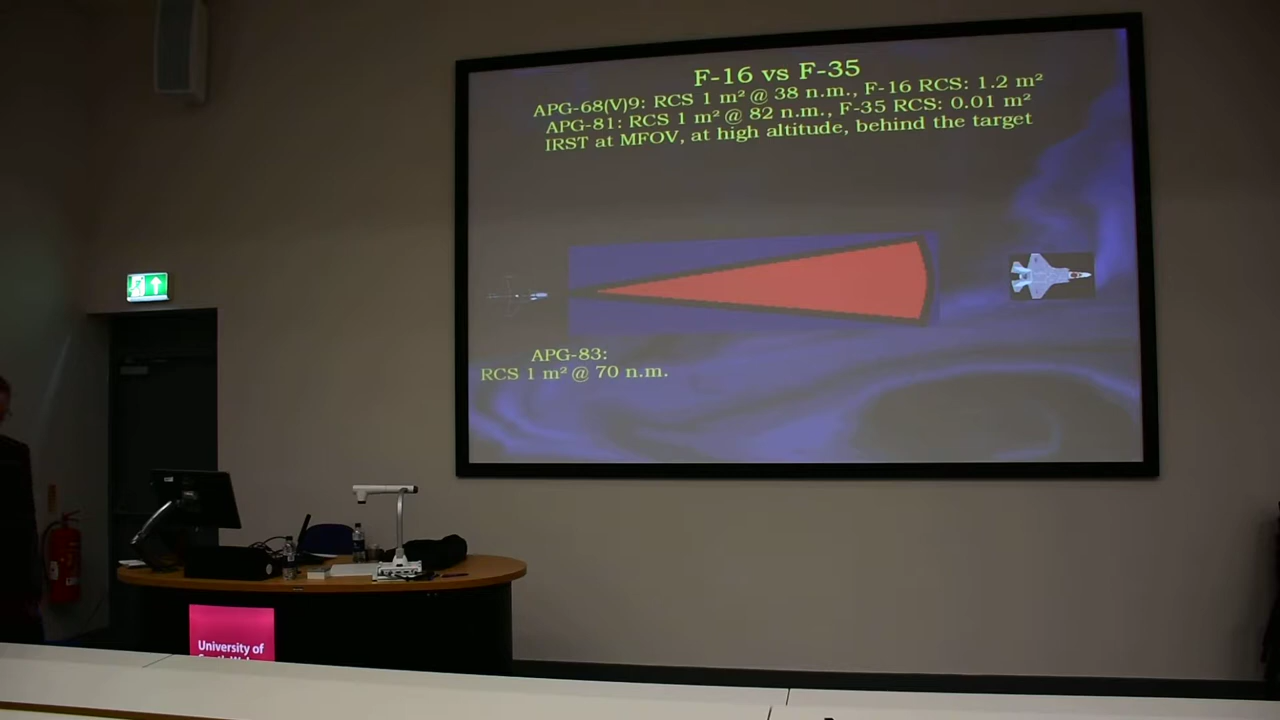 F-16 vs F-35
APG-68(V)9: RCS 1 m² @ 38 n.m., F-16 RCS: 1.2 m²
APG-81: RCS 1 m² @ 82 n.m., F-35 RCS: 0.01 m²
IRST at MFOV, at high altitude, behind the target
APG-83:
RCS 1 m² @ 70 n.m.
University of